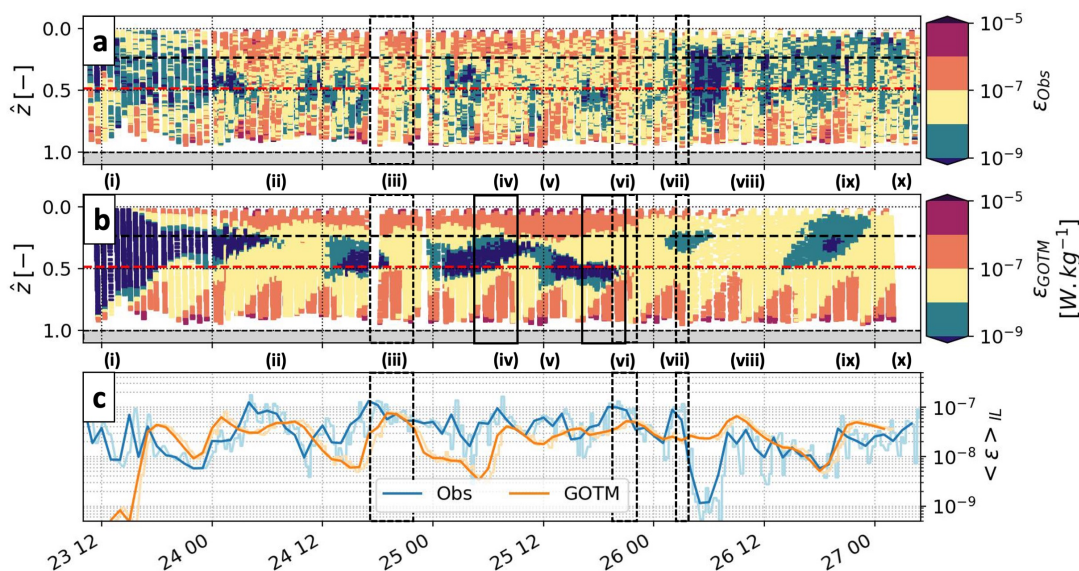 a
0.0
0.5
1.0
ẑ [−]
10⁻⁵
10⁻⁷
10⁻⁹
ε_Obs
(i) (ii) (iii) (iv) (v) (vi) (vii) (viii) (ix) (x)
b
0.0
0.5
1.0
ẑ [−]
10⁻⁵
10⁻⁷
10⁻⁹
ε_GOTM
[W.kg⁻¹]
(i) (ii) (iii) (iv) (v) (vi) (vii) (viii) (ix) (x)
c
10⁻⁷
10⁻⁸
10⁻⁹
< ε >_IL
Obs GOTM
23 12 24 00 24 12 25 00 25 12 26 00 26 12 27 00